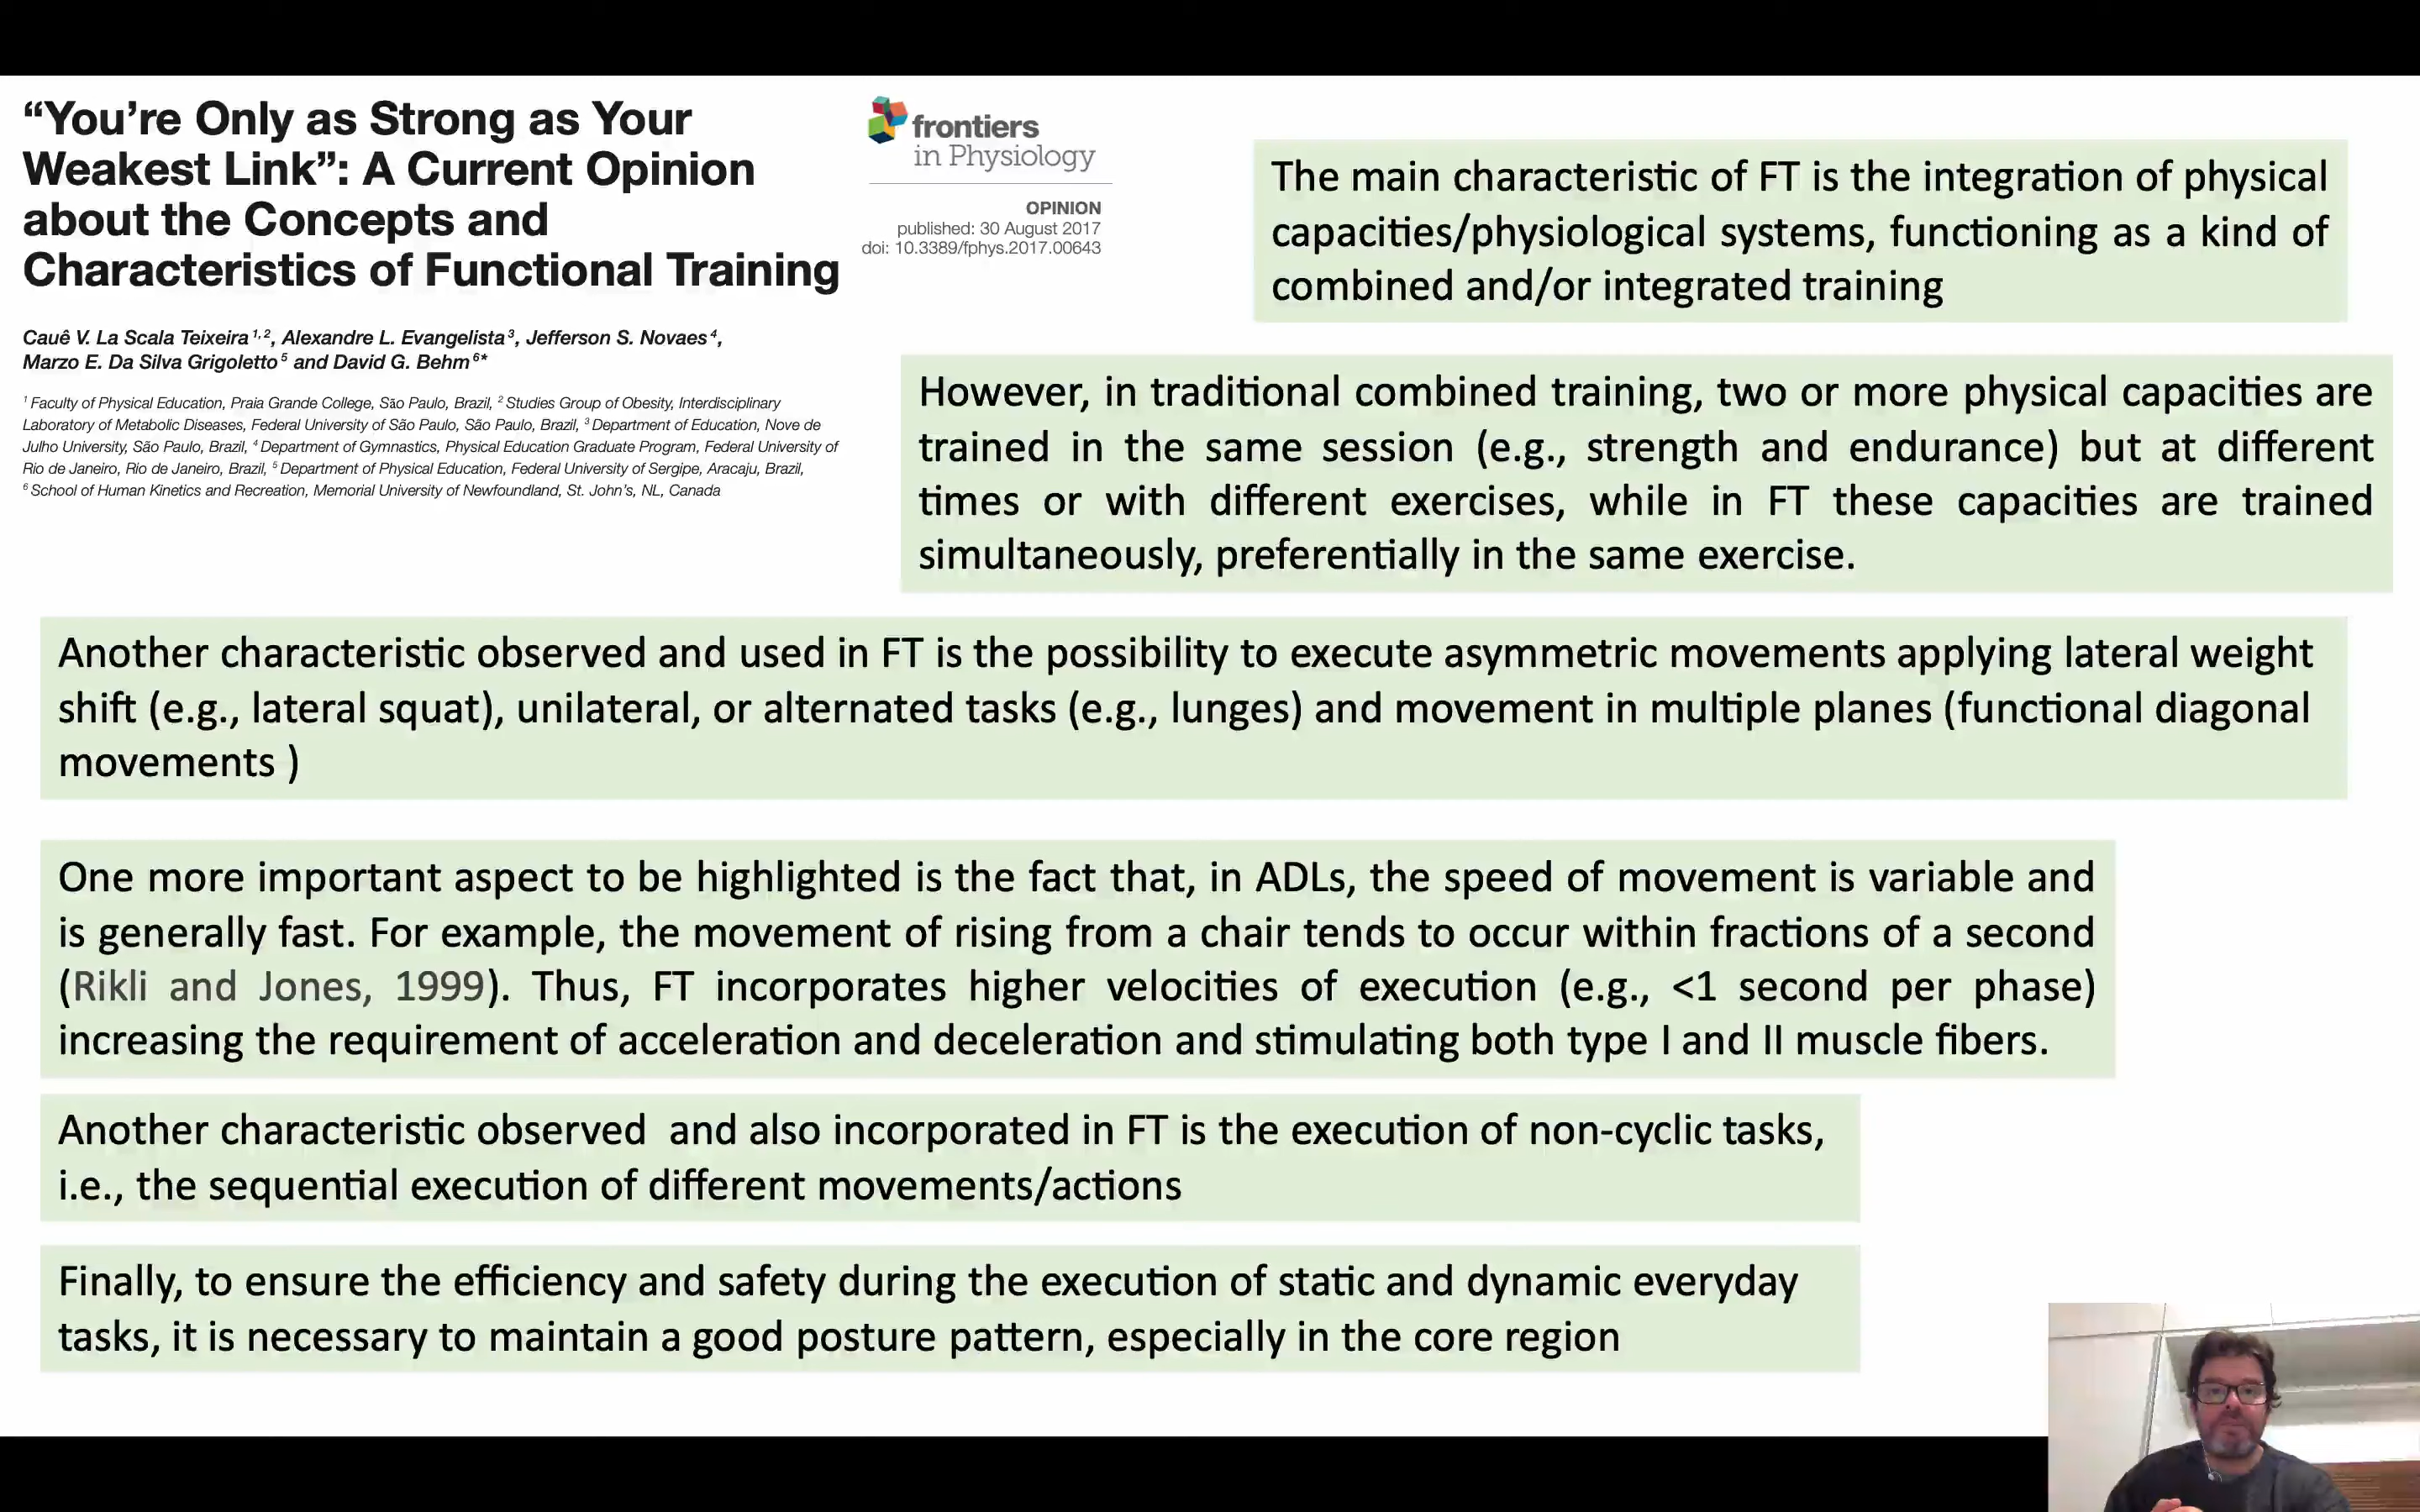 “You’re Only as Strong as Your
Weakest Link”: A Current Opinion
about the Concepts and
Characteristics of Functional Training
Cauê V. La Scala Teixeira 1,2, Alexandre L. Evangelista 3, Jefferson S. Novaes 4,
Marzo E. Da Silva Grigoletto 5 and David G. Behm 6*
1 Faculty of Physical Education, Praia Grande College, São Paulo, Brazil, 2 Studies Group of Obesity, Interdisciplinary
Laboratory of Metabolic Diseases, Federal University of São Paulo, São Paulo, Brazil, 3 Department of Education, Nove de
Julho University, São Paulo, Brazil, 4 Department of Gymnastics, Physical Education Graduate Program, Federal University of
Rio de Janeiro, Rio de Janeiro, Brazil, 5 Department of Physical Education, Federal University of Sergipe, Aracaju, Brazil,
6 School of Human Kinetics and Recreation, Memorial University of Newfoundland, St. John’s, NL, Canada
frontiers
in Physiology
OPINION
published: 30 August 2017
doi: 10.3389/fphys.2017.00643
The main characteristic of FT is the integration of physical
capacities/physiological systems, functioning as a kind of
combined and/or integrated training
However, in traditional combined training, two or more physical capacities are
trained in the same session (e.g., strength and endurance) but at different
times or with different exercises, while in FT these capacities are trained
simultaneously, preferentially in the same exercise.
Another characteristic observed and used in FT is the possibility to execute asymmetric movements applying lateral weight
shift (e.g., lateral squat), unilateral, or alternated tasks (e.g., lunges) and movement in multiple planes (functional diagonal
movements )
One more important aspect to be highlighted is the fact that, in ADLs, the speed of movement is variable and
is generally fast. For example, the movement of rising from a chair tends to occur within fractions of a second
(Rikli and Jones, 1999). Thus, FT incorporates higher velocities of execution (e.g., <1 second per phase)
increasing the requirement of acceleration and deceleration and stimulating both type I and II muscle fibers.
Another characteristic observed  and also incorporated in FT is the execution of non-cyclic tasks,
i.e., the sequential execution of different movements/actions
Finally, to ensure the efficiency and safety during the execution of static and dynamic everyday
tasks, it is necessary to maintain a good posture pattern, especially in the core region